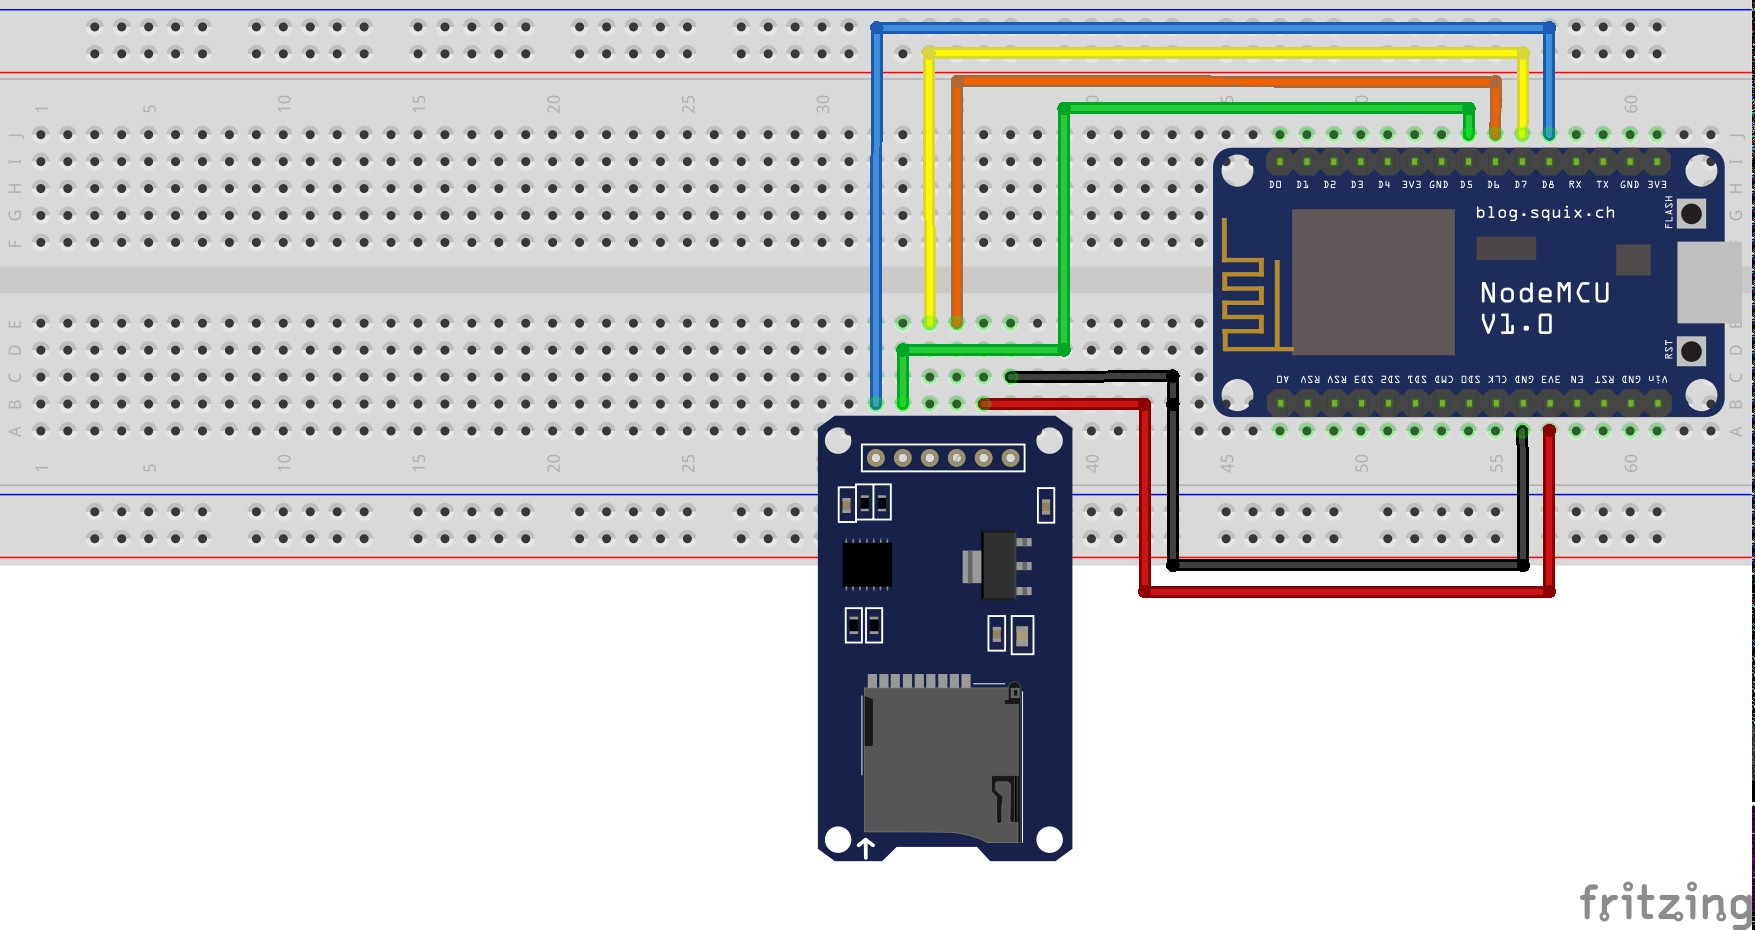 1 5 10 15 20 25 30 0 5 0 60
J J
I I
H H
G G
F
D0 D1 D2 D3 D4 3V3 GND D5 D6 D7 D8 RX TX GND 3V3
blog.squix.ch
FLASH
NodeMCU
V1.0
E
D D
RST
C C
A0 RSV RSV SD3 SD2 SD1 CMD SD0 CLK GND 3V3 EN RST GND Vin
B B
A A
1 5 10 15 20 25 40 45 50 55 60
fritzing